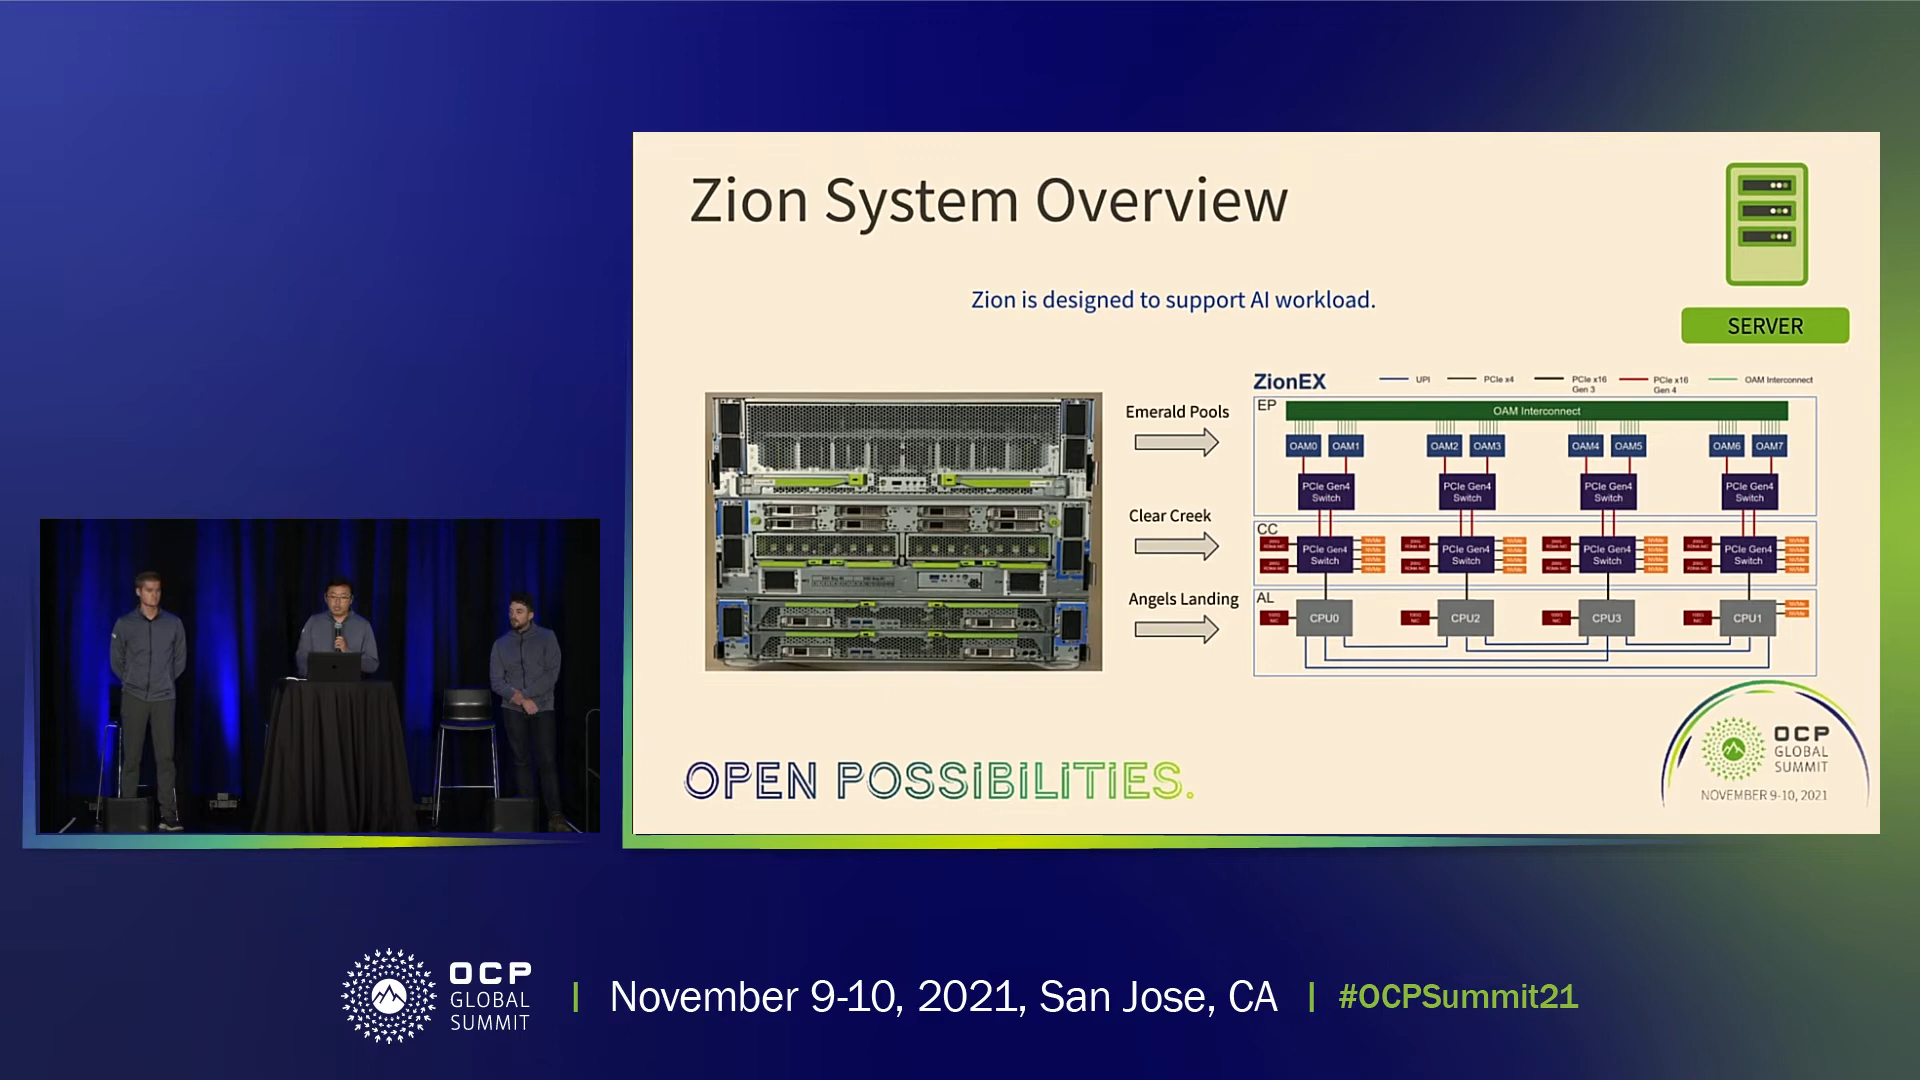 Zion System Overview
Zion is designed to support AI workload.
SERVER
Emerald Pools
Clear Creek
Angels Landing
ZionEX
UPI
PCIe x4
PCIe x16
Gen 3
PCIe x16
Gen 4
OAM Interconnect
EP
OAM Interconnect
OAM0 OAM1 OAM2 OAM3 OAM4 OAM5 OAM6 OAM7
PCIe Gen4
Switch
PCIe Gen4
Switch
PCIe Gen4
Switch
PCIe Gen4
Switch
CC
PCIe Gen4
Switch
PCIe Gen4
Switch
PCIe Gen4
Switch
PCIe Gen4
Switch
AL
CPU0 CPU2 CPU3 CPU1
OPEN POSSIBILITIES.
OCP
GLOBAL
SUMMIT
NOVEMBER 9-10, 2021
OCP
GLOBAL
SUMMIT
November 9-10, 2021, San Jose, CA
#OCPSummit21